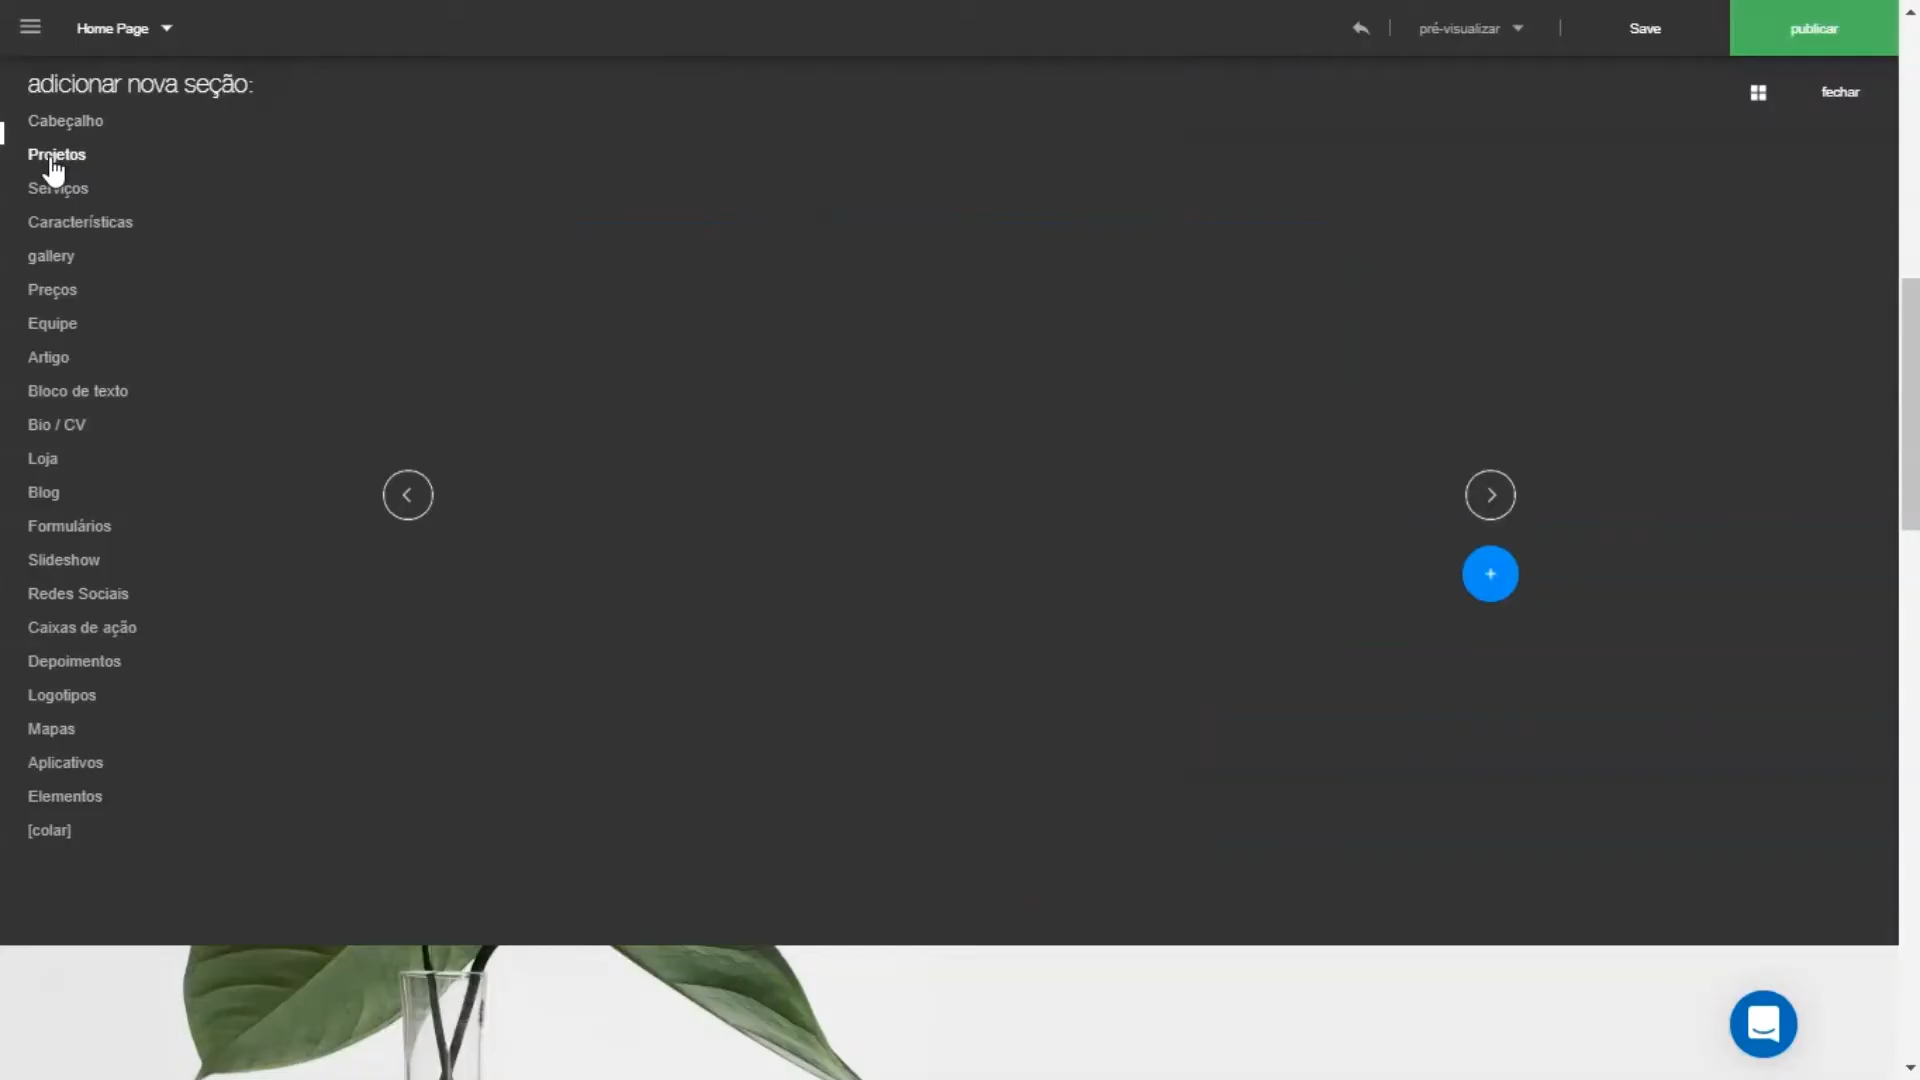 Home Page
pré-visualizar
Save
publicar
adicionar nova seção:
fechar
Cabeçalho
Projetos
Serviços
Características
gallery
Preços
Equipe
Artigo
Bloco de texto
Bio / CV
Loja
Blog
Formulários
Slideshow
Redes Sociais
Caixas de ação
Depoimentos
Logotipos
Mapas
Aplicativos
Elementos
[colar]